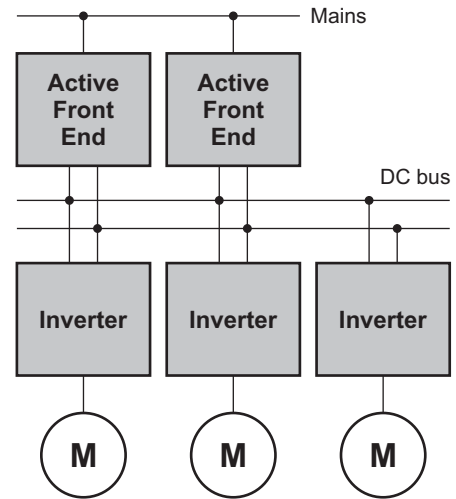 Mains
Active
Front
End
Active
Front
End
DC bus
Inverter
Inverter
Inverter
M
M
M